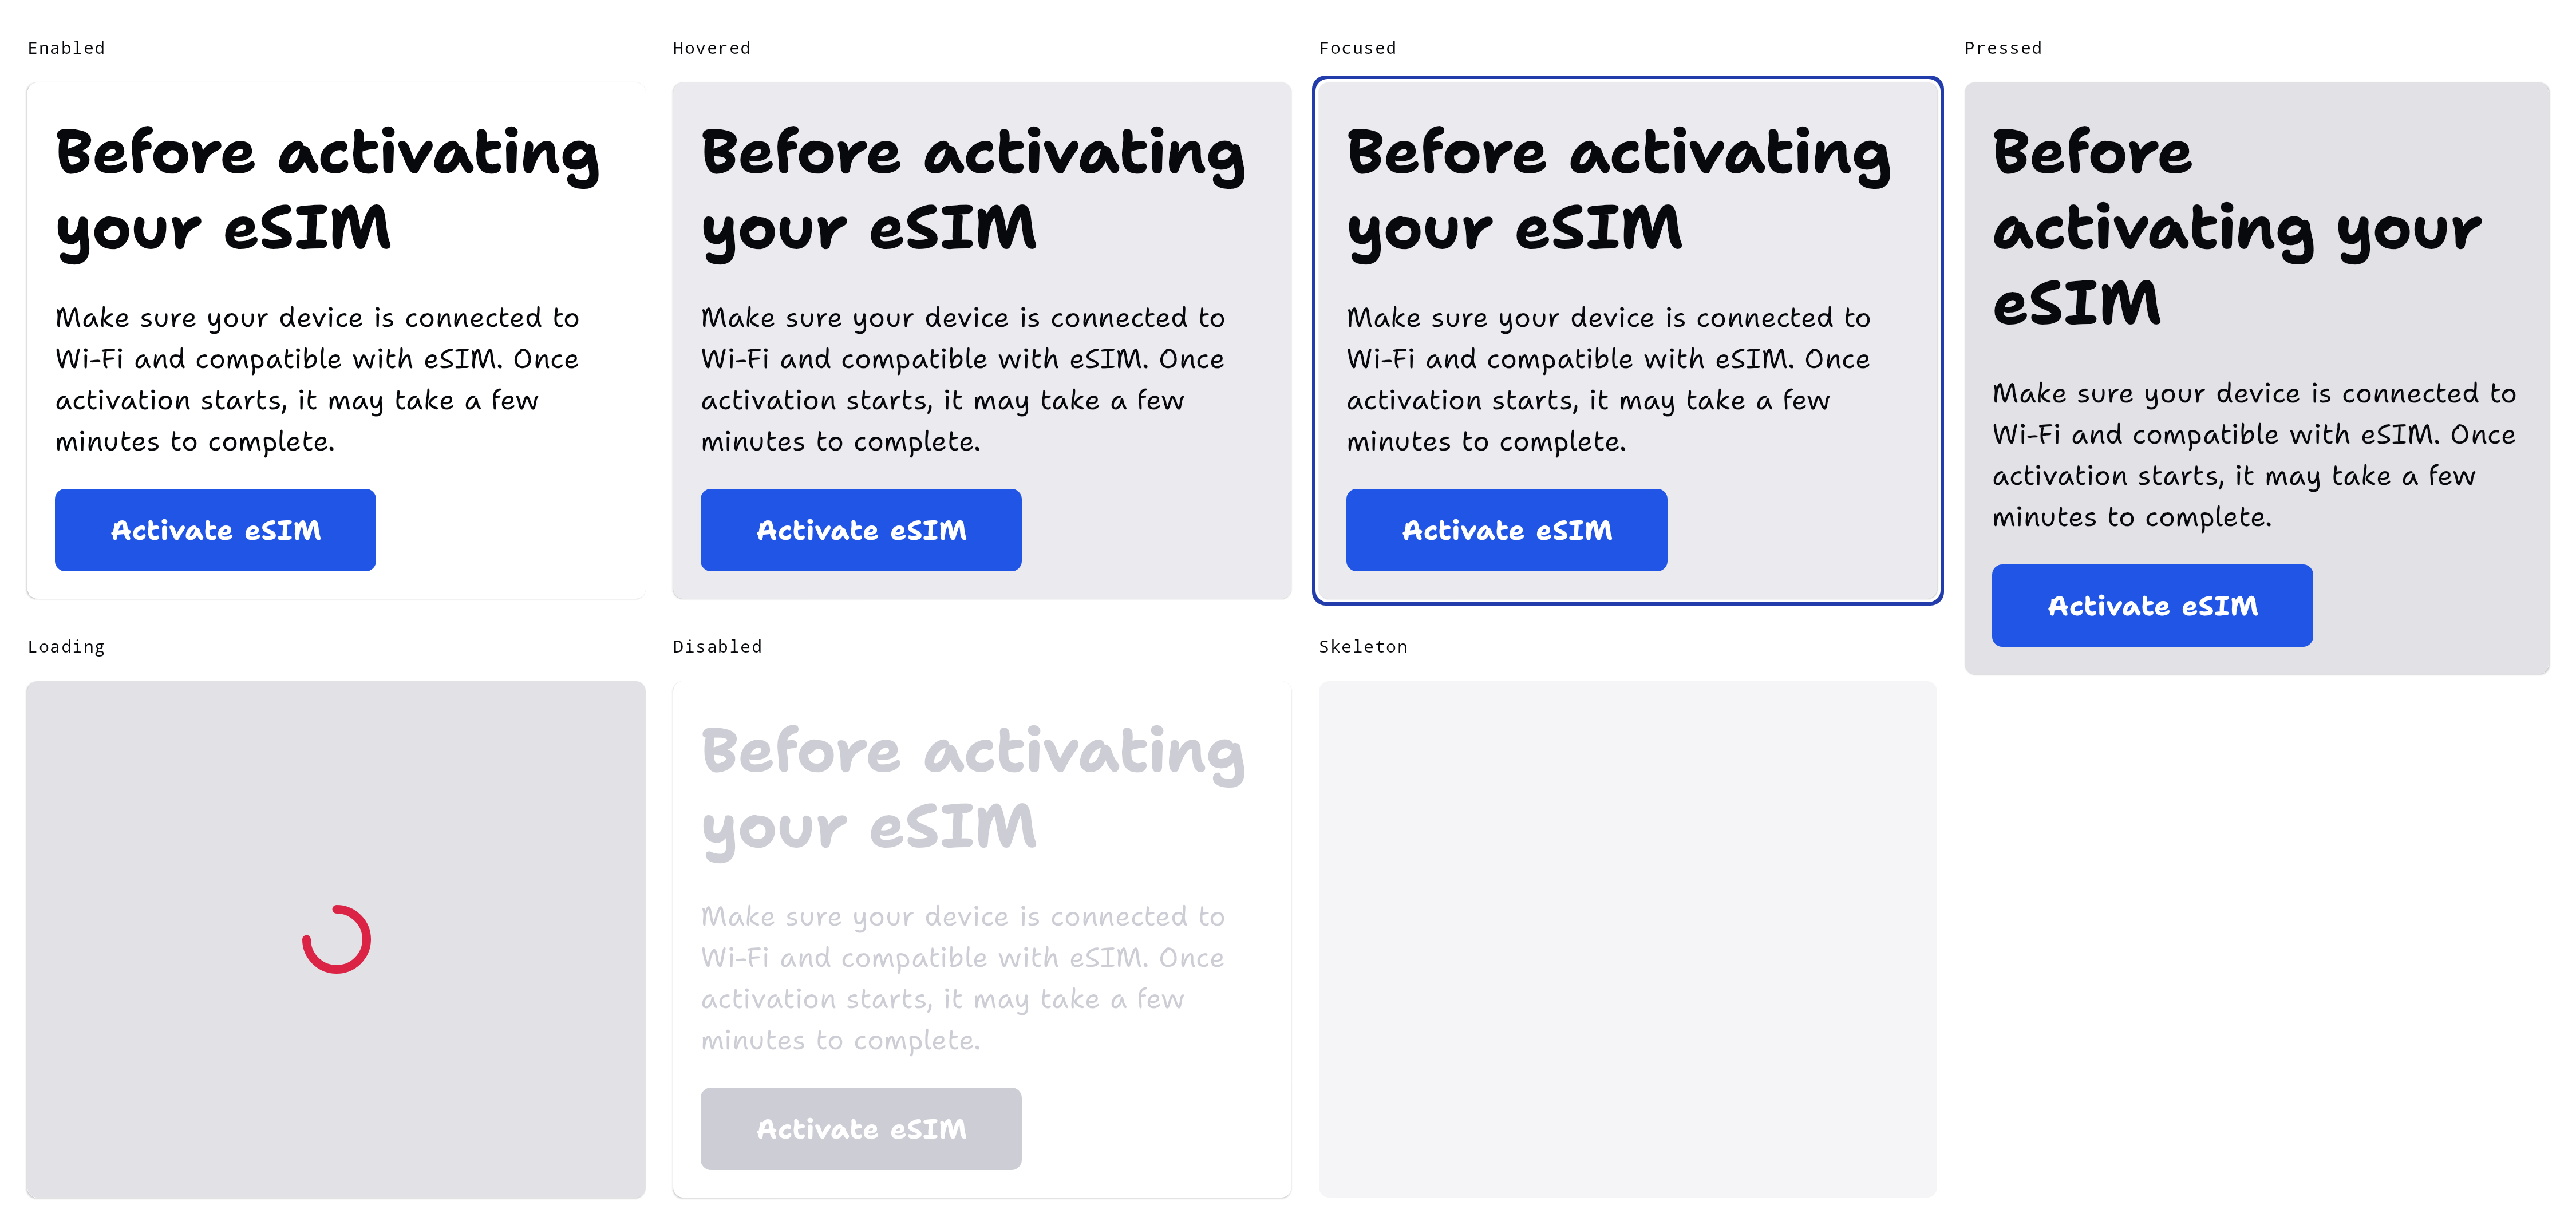 Enabled
Before activating
your eSIM
Make sure your device is connected to
Wi-Fi and compatible with eSIM. Once
activation starts, it may take a few
minutes to complete.
Activate eSIM
Hovered
Before activating
your eSIM
Make sure your device is connected to
Wi-Fi and compatible with eSIM. Once
activation starts, it may take a few
minutes to complete.
Activate eSIM
Focused
Before activating
your eSIM
Make sure your device is connected to
Wi-Fi and compatible with eSIM. Once
activation starts, it may take a few
minutes to complete.
Activate eSIM
Pressed
Before
activating your
eSIM
Make sure your device is connected to
Wi-Fi and compatible with eSIM. Once
activation starts, it may take a few
minutes to complete.
Activate eSIM
Loading
Disabled
Before activating
your eSIM
Make sure your device is connected to
Wi-Fi and compatible with eSIM. Once
activation starts, it may take a few
minutes to complete.
Activate eSIM
Skeleton